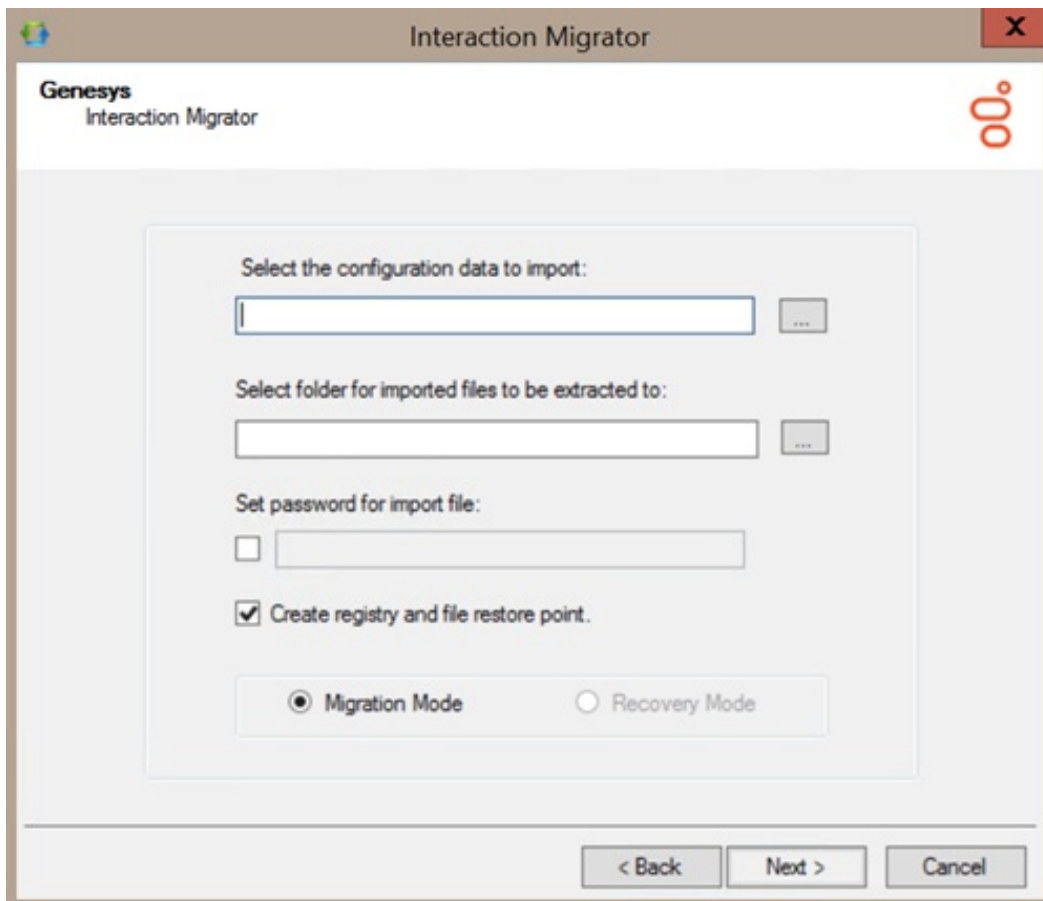 Interaction Migrator
X
Genesys
Interaction Migrator
Select the configuration data to import:
...
Select folder for imported files to be extracted to:
...
Set password for import file:
Create registry and file restore point.
Migration Mode
Recovery Mode
< Back
Next >
Cancel